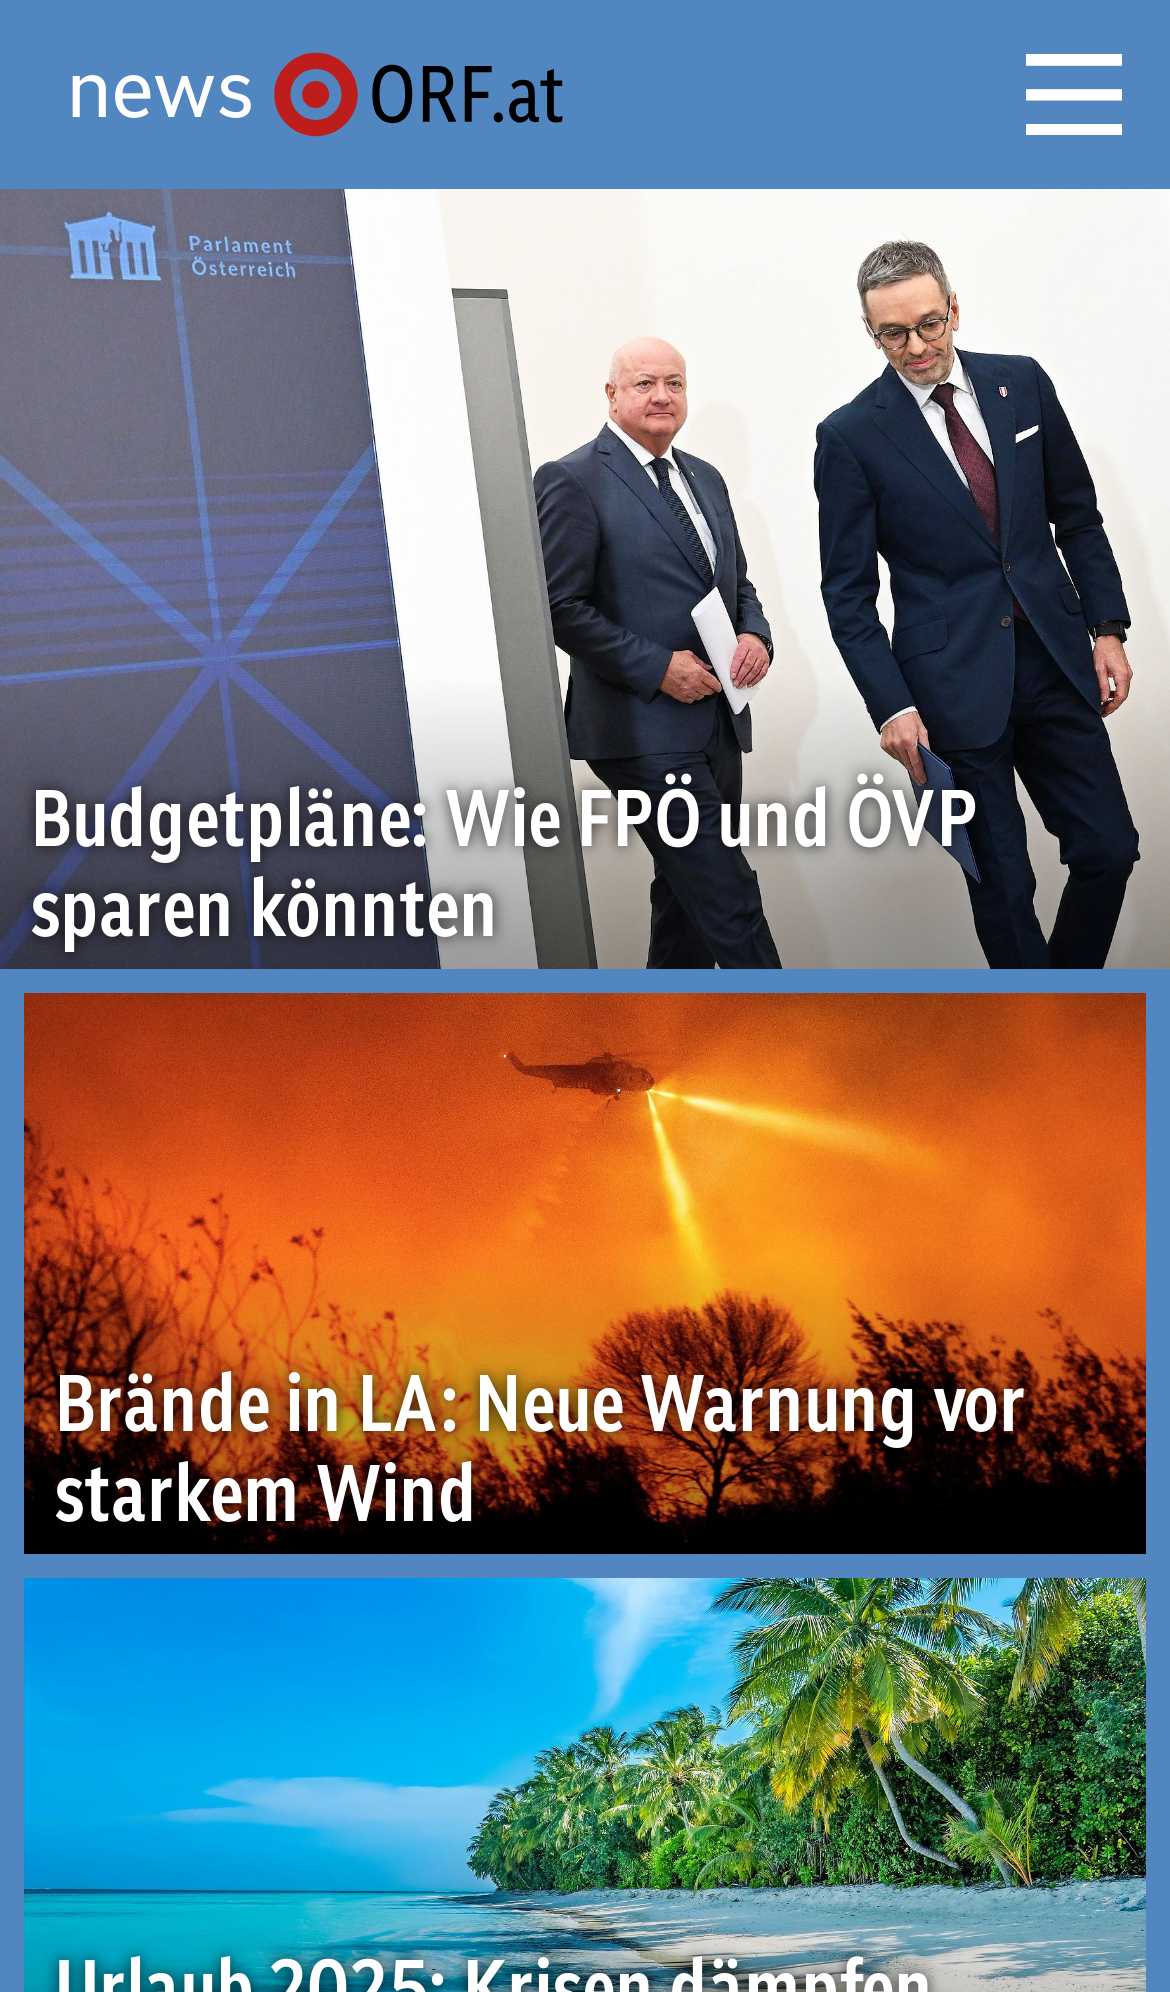 news ORF.at
Parlament
Österreich
Budgetpläne: Wie FPÖ und ÖVP
sparen könnten
Brände in LA: Neue Warnung vor
starkem Wind
Urlaub 2025: Krisen dämpfen